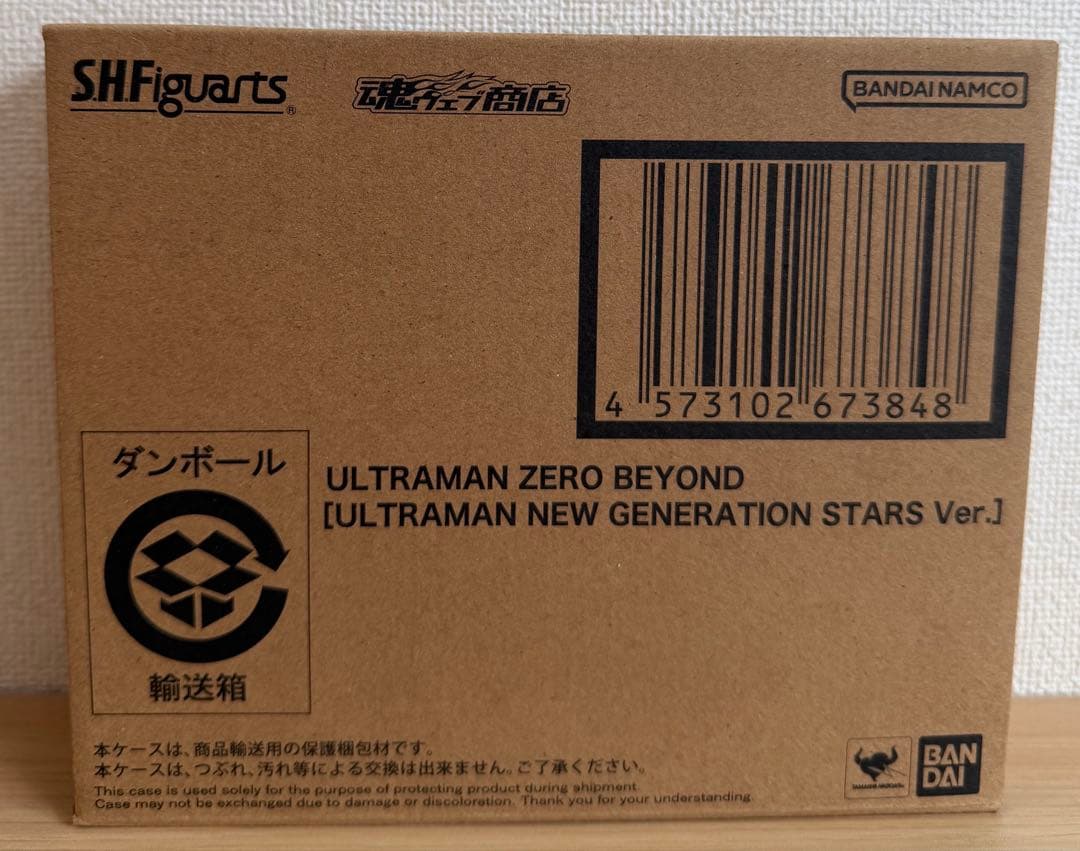 S.H.Figuarts ®
魂ウェブ商店
BANDAI NAMCO
4 573102 673848
ダンボール
輸送箱
ULTRAMAN ZERO BEYOND
[ULTRAMAN NEW GENERATION STARS Ver.]
本ケースは、商品輸送用の保護梱包材です。
本ケースは、つぶれ、汚れ等による交換は出来ません。ご了承ください。
This case is used solely for the purpose of protecting product during shipment.
Case may not be exchanged due to damage or discoloration. Thank you for your understanding.
TAMASHII NATIONS
BAN
DAI